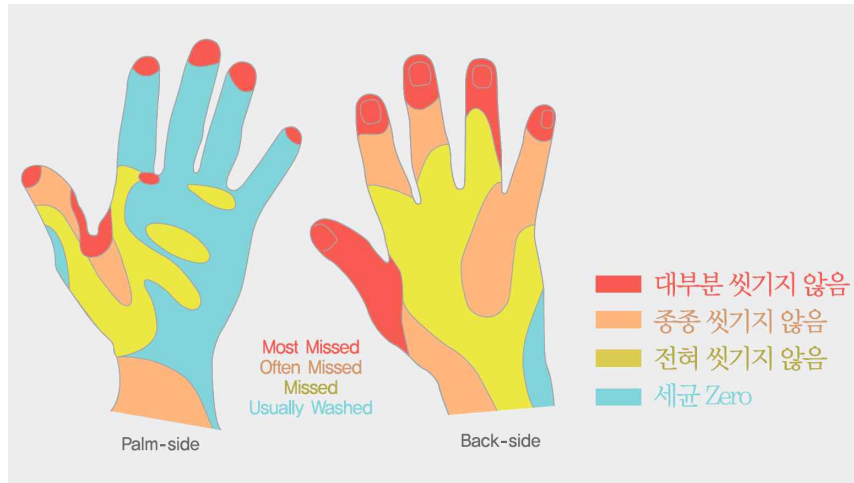 Most Missed
Often Missed
Missed
Usually Washed
Palm-side
Back-side
대부분 씻기지 않음
종종 씻기지 않음
전혀 씻기지 않음
세균 Zero